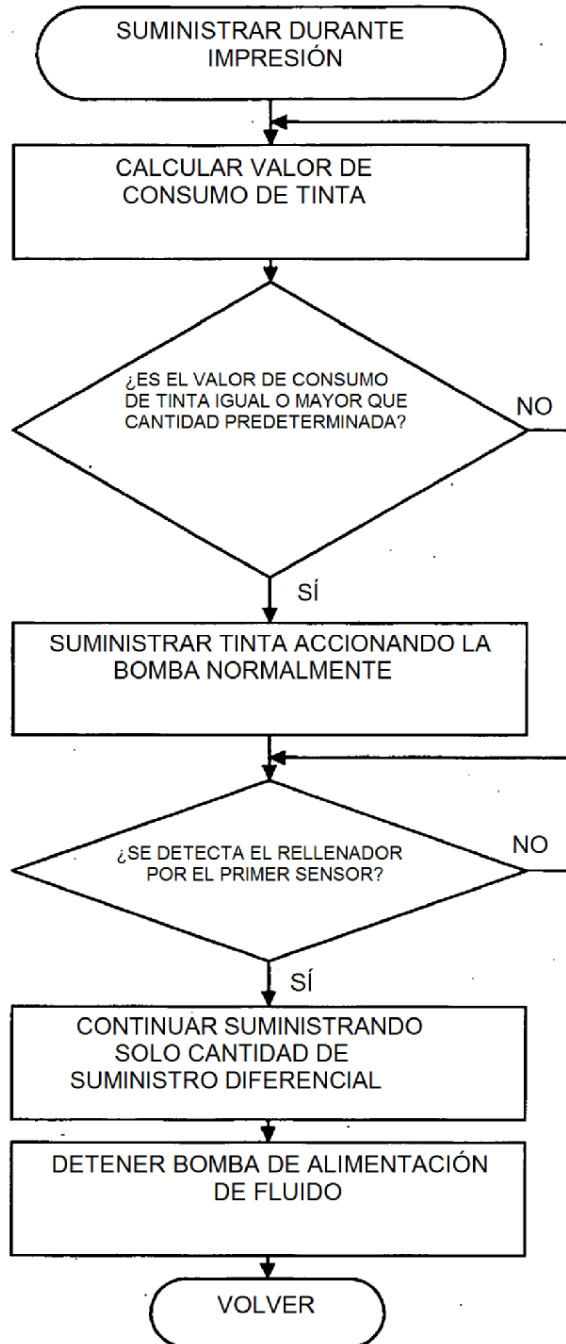 SUMINISTRAR DURANTE
IMPRESIÓN
CALCULAR VALOR DE
CONSUMO DE TINTA
¿ES EL VALOR DE CONSUMO
DE TINTA IGUAL O MAYOR QUE
CANTIDAD PREDETERMINADA?
NO
SÍ
SUMINISTRAR TINTA ACCIONANDO LA
BOMBA NORMALMENTE
¿SE DETECTA EL RELLENADOR
POR EL PRIMER SENSOR?
NO
SÍ
CONTINUAR SUMINISTRANDO
SOLO CANTIDAD DE
SUMINISTRO DIFERENCIAL
DETENER BOMBA DE ALIMENTACIÓN
DE FLUIDO
VOLVER